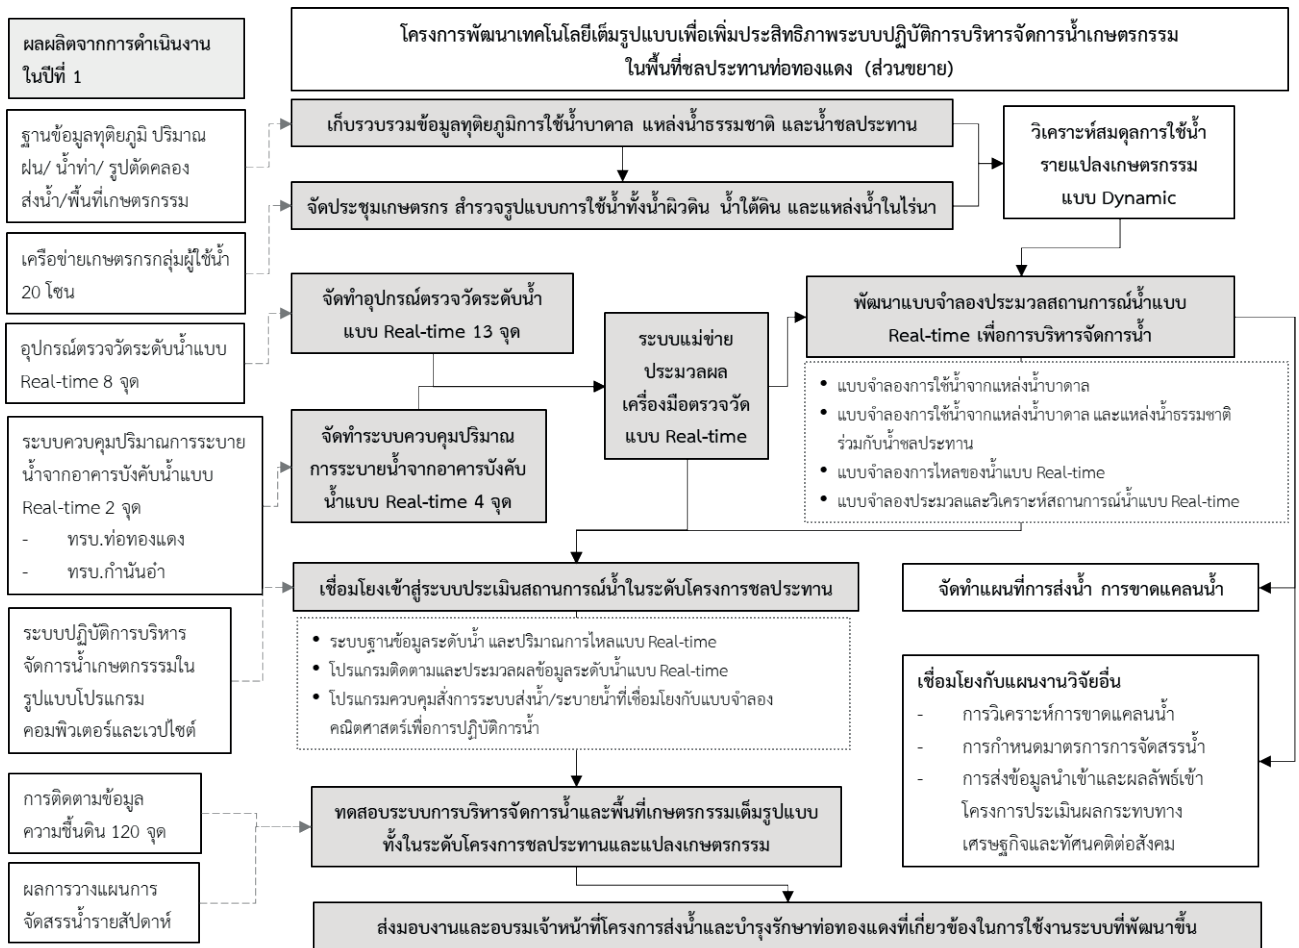 ผลผลิตจากการดำเนินงาน
ในปีที่ 1
โครงการพัฒนาเทคโนโลยีเต็มรูปแบบเพื่อเพิ่มประสิทธิภาพระบบปฏิบัติการบริหารจัดการน้ำเกษตรกรรม
ในพื้นที่ชลประทานท่อทองแดง (ส่วนขยาย)
ฐานข้อมูลทุติยภูมิ ปริมาณ
ฝน/ น้ำท่า/ รูปตัดคลอง
ส่งน้ำ/พื้นที่เกษตรกรรม
เก็บรวบรวมข้อมูลทุติยภูมิการใช้น้ำบาดาล แหล่งน้ำธรรมชาติ และน้ำชลประทาน
จัดประชุมเกษตรกร สำรวจรูปแบบการใช้น้ำทั้งน้ำผิวดิน น้ำใต้ดิน และแหล่งน้ำในไร่นา
วิเคราะห์สมดุลการใช้น้ำ
รายแปลงเกษตรกรรม
แบบ Dynamic
เครือข่ายเกษตรกรกลุ่มผู้ใช้น้ำ
20 โซน
จัดทำอุปกรณ์ตรวจวัดระดับน้ำ
แบบ Real-time 13 จุด
อุปกรณ์ตรวจวัดระดับน้ำแบบ
Real-time 8 จุด
ระบบแม่ข่าย
ประมวลผล
เครื่องมือตรวจวัด
แบบ Real-time
พัฒนาแบบจำลองประมวลสถานการณ์น้ำแบบ
Real-time เพื่อการบริหารจัดการน้ำ
• แบบจำลองการใช้น้ำจากแหล่งน้ำบาดาล
• แบบจำลองการใช้น้ำจากแหล่งน้ำบาดาล และแหล่งน้ำธรรมชาติ
ร่วมกับน้ำชลประทาน
• แบบจำลองการไหลของน้ำแบบ Real-time
• แบบจำลองประมวลและวิเคราะห์สถานการณ์น้ำแบบ Real-time
ระบบควบคุมปริมาณการระบาย
น้ำจากอาคารบังคับน้ำแบบ
Real-time 2 จุด
- ทรบ.ท่อทองแดง
- ทรบ.กำนันอำ
จัดทำระบบควบคุมปริมาณ
การระบายน้ำจากอาคารบังคับ
น้ำแบบ Real-time 4 จุด
เชื่อมโยงเข้าสู่ระบบประเมินสถานการณ์น้ำในระดับโครงการชลประทาน
• ระบบฐานข้อมูลระดับน้ำ และปริมาณการไหลแบบ Real-time
• โปรแกรมติดตามและประมวลผลข้อมูลระดับน้ำแบบ Real-time
• โปรแกรมควบคุมสั่งการระบบส่งน้ำ/ระบายน้ำที่เชื่อมโยงกับแบบจำลอง
คณิตศาสตร์เพื่อการปฏิบัติการน้ำ
จัดทำแผนที่การส่งน้ำ การขาดแคลนน้ำ
ระบบปฏิบัติการบริหาร
จัดการน้ำเกษตกรรรมใน
รูปแบบโปรแกรม
คอมพิวเตอร์และเวปไซต์
เชื่อมโยงกับแผนงานวิจัยอื่น
- การวิเคราะห์การขาดแคลนน้ำ
- การกำหนดมาตรการการจัดสรรน้ำ
- การส่งข้อมูลนำเข้าและผลลัพธ์เข้า
โครงการประเมินผลกระทบทาง
เศรษฐกิจและทัศนคติต่อสังคม
การติดตามข้อมูล
ความชื้นดิน 120 จุด
ทดสอบระบบการบริหารจัดการน้ำและพื้นที่เกษตรกรรมเต็มรูปแบบ
ทั้งในระดับโครงการชลประทานและแปลงเกษตรกรรม
ผลการวางแผนการ
จัดสรรน้ำรายสัปดาห์
ส่งมอบงานและอบรมเจ้าหน้าที่โครงการส่งน้ำและบำรุงรักษาท่อทองแดงที่เกี่ยวข้องในการใช้งานระบบที่พัฒนาขึ้น